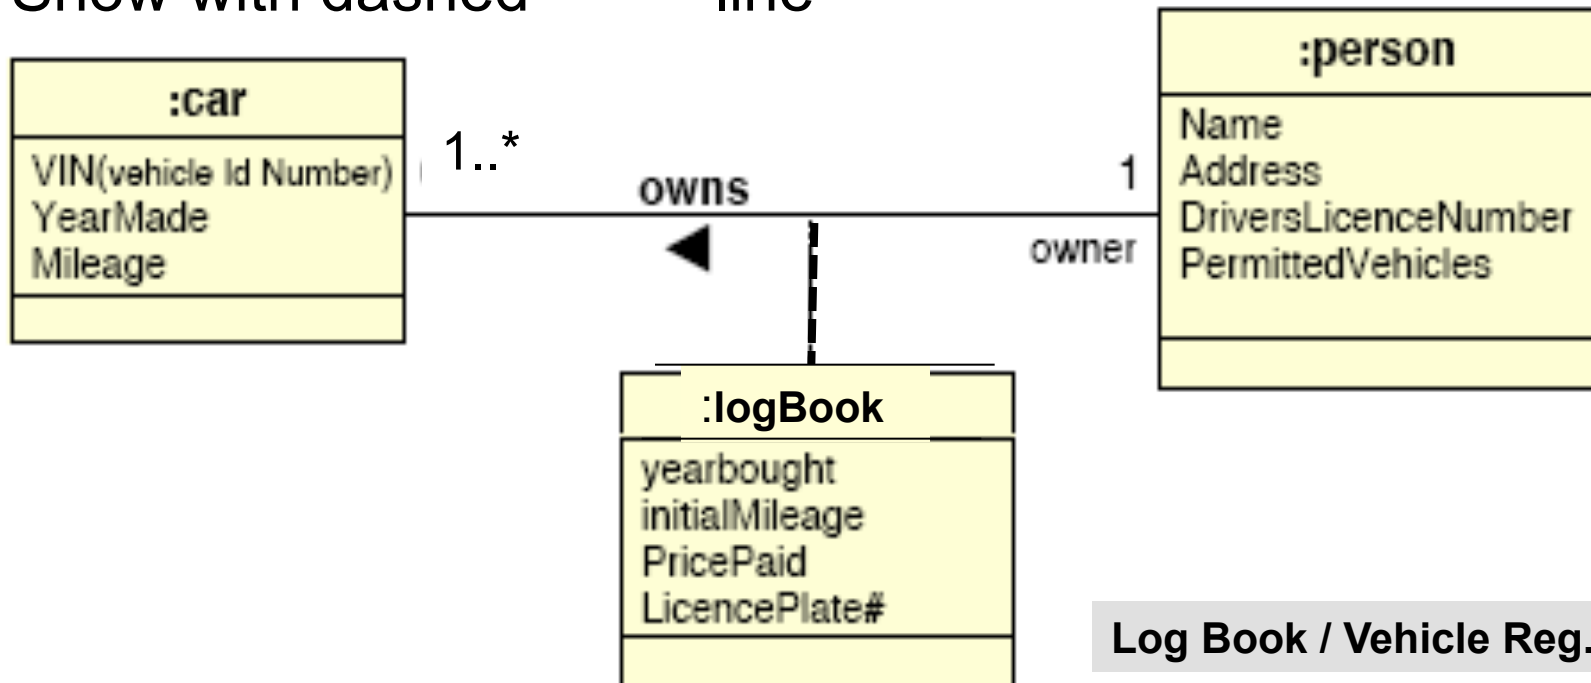 Show with dashed line
:car
VIN(vehicle Id Number)
YearMade
Mileage
1..*
owns
1
owner
:person
Name
Address
DriversLicenceNumber
PermittedVehicles
:logBook
yearbought
initialMileage
PricePaid
LicencePlate#
Log Book / Vehicle Reg.